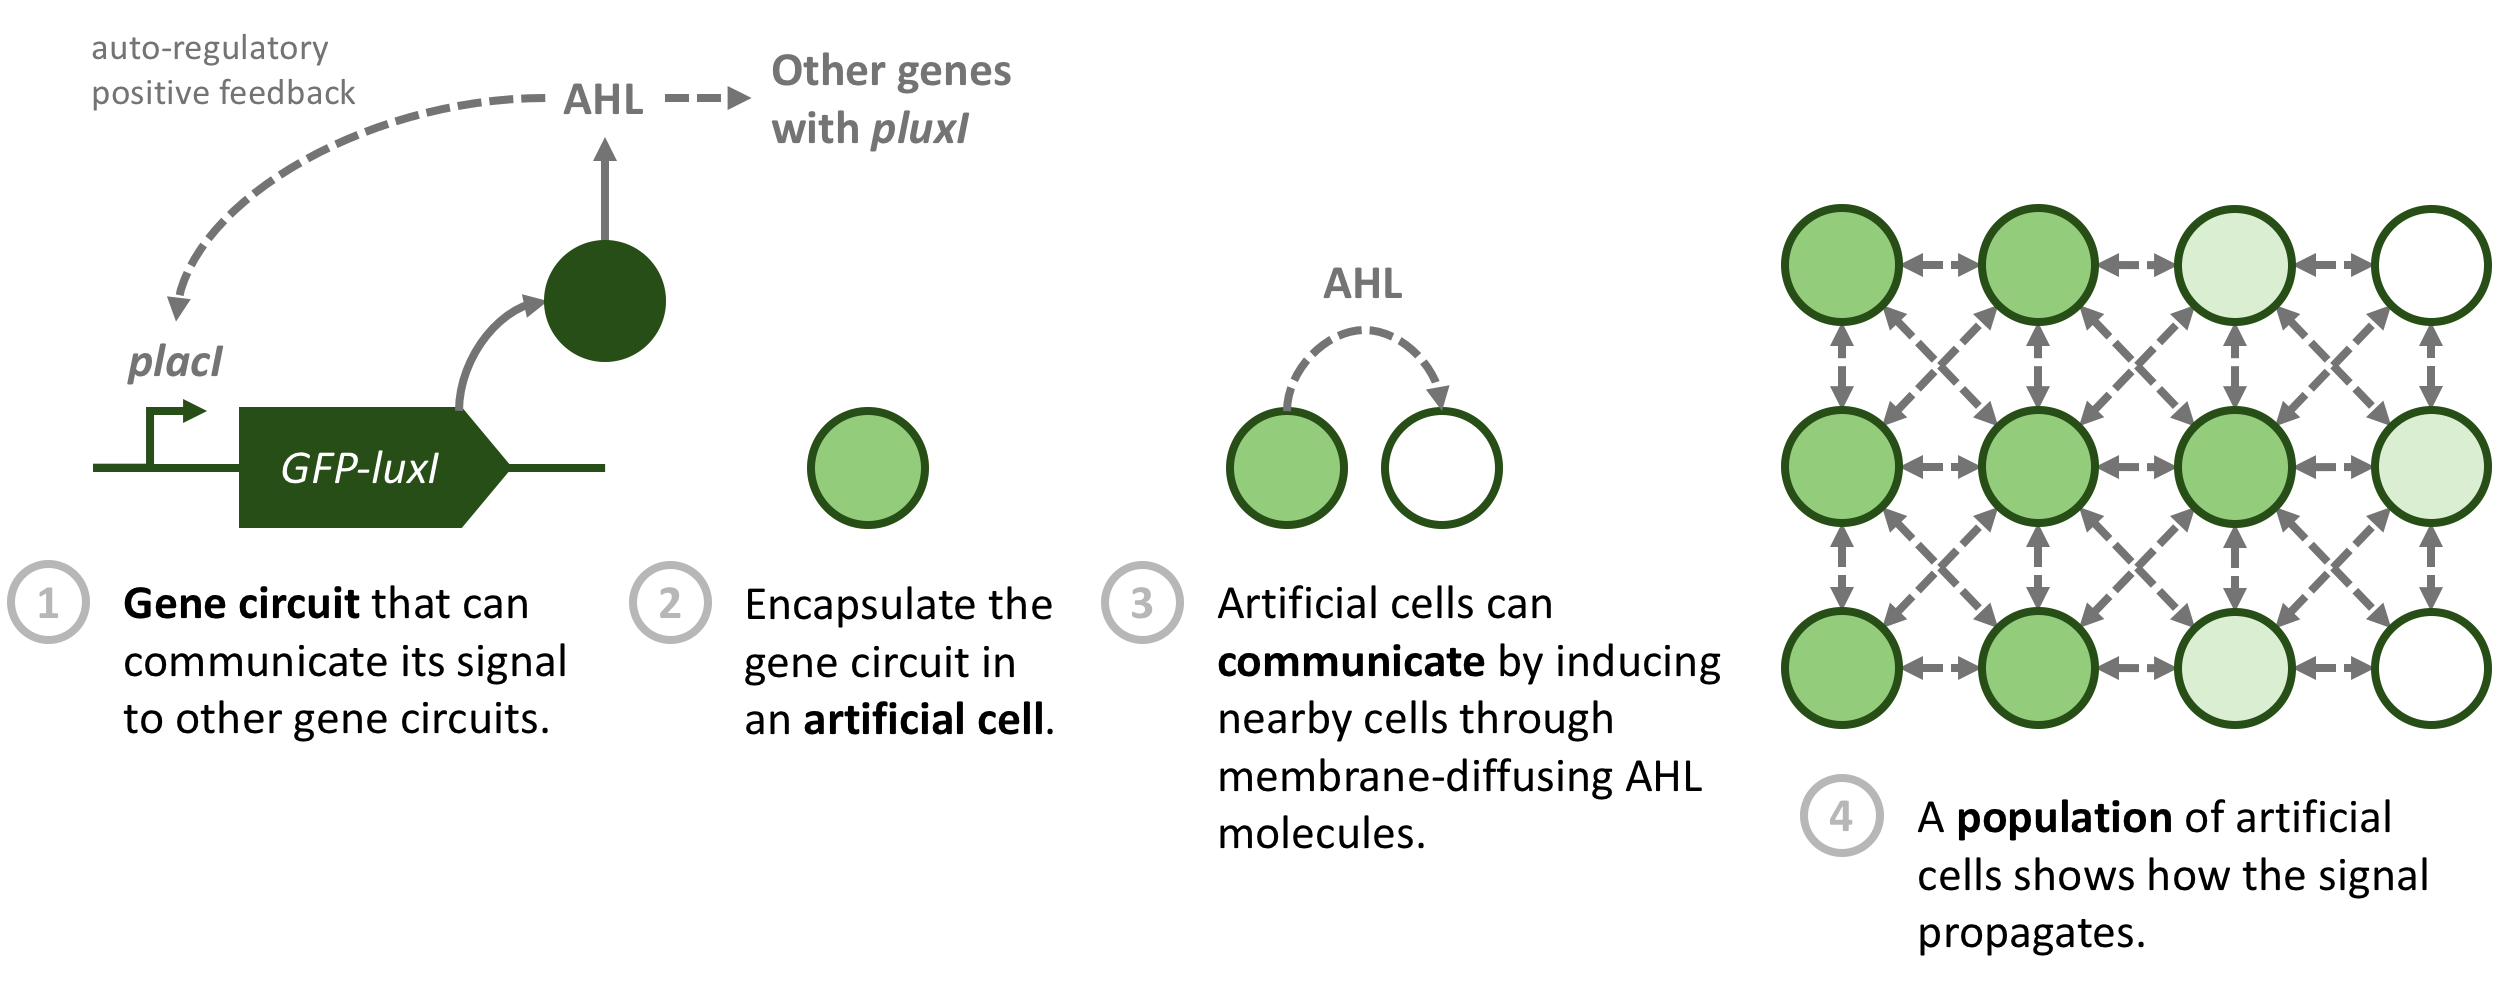 auto-regulatory
positive feedback
AHL
Other genes
with pluxI
placI
GFP-luxI
AHL
1
Gene circuit that can
communicate its signal
to other gene circuits.
2
Encapsulate the
gene circuit in
an artificial cell.
3
Artificial cells can
communicate by inducing
nearby cells through
membrane-diffusing AHL
molecules.
4
A population of artificial
cells shows how the signal
propagates.